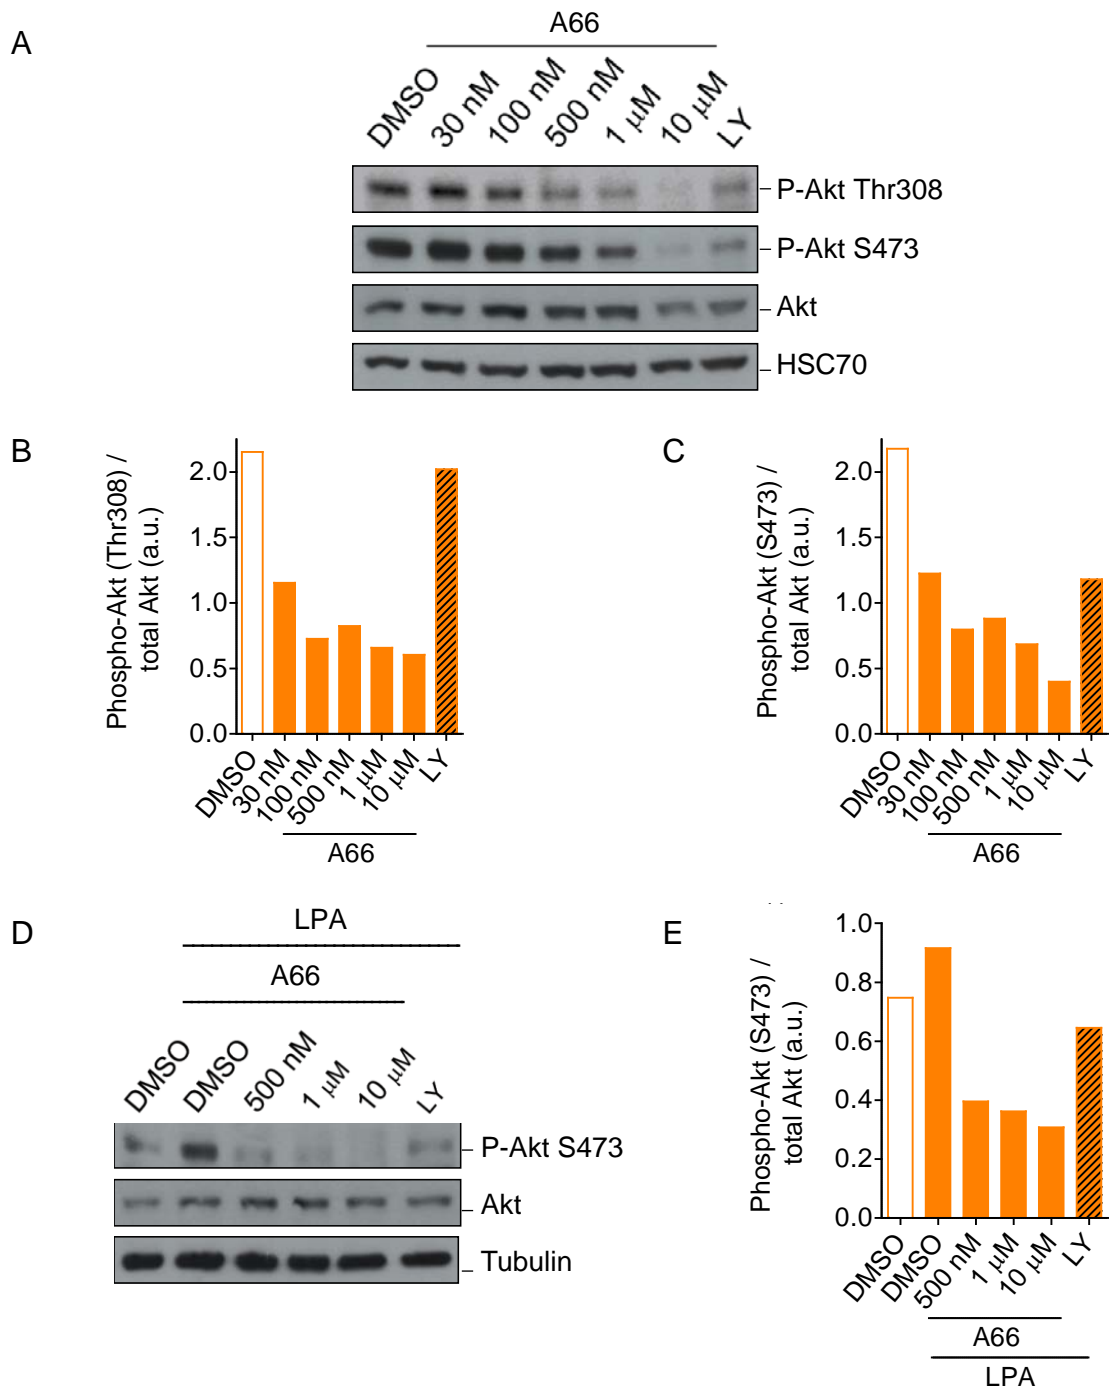 A
A66
DMSO
30 nM
100 nM
500 nM
1 μM
10 μM
LY
P-Akt Thr308
P-Akt S473
Akt
HSC70
B
Phospho-Akt (Thr308) /
total Akt (a.u.)
2.0
1.5
1.0
0.5
0.0
DMSO
30 nM
100 nM
500 nM
1 μM
10 μM
LY
A66
C
Phospho-Akt (S473) /
total Akt (a.u.)
2.0
1.5
1.0
0.5
0.0
DMSO
30 nM
100 nM
500 nM
1 μM
10 μM
LY
A66
D
LPA
A66
DMSO
DMSO
500 nM
1 μM
10 μM
LY
P-Akt S473
Akt
Tubulin
E
Phospho-Akt (S473) /
total Akt (a.u.)
1.0
0.8
0.6
0.4
0.2
0.0
DMSO
DMSO
500 nM
1 μM
10 μM
LY
A66
LPA